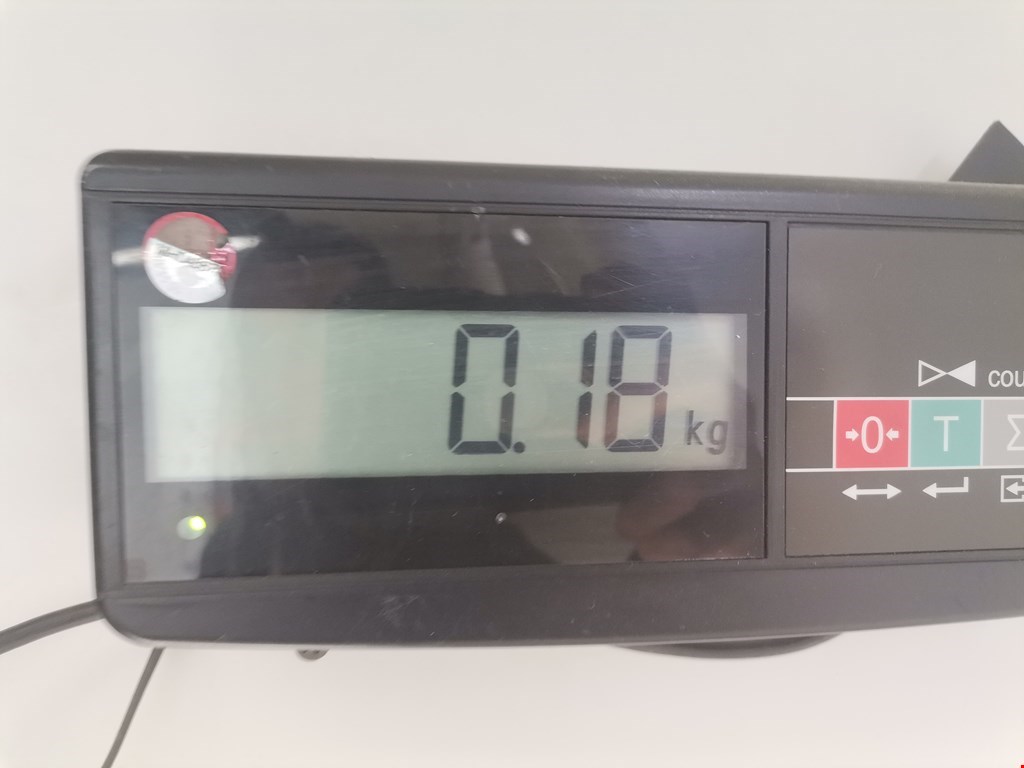 0.18 kg
COU
→0← T Σ